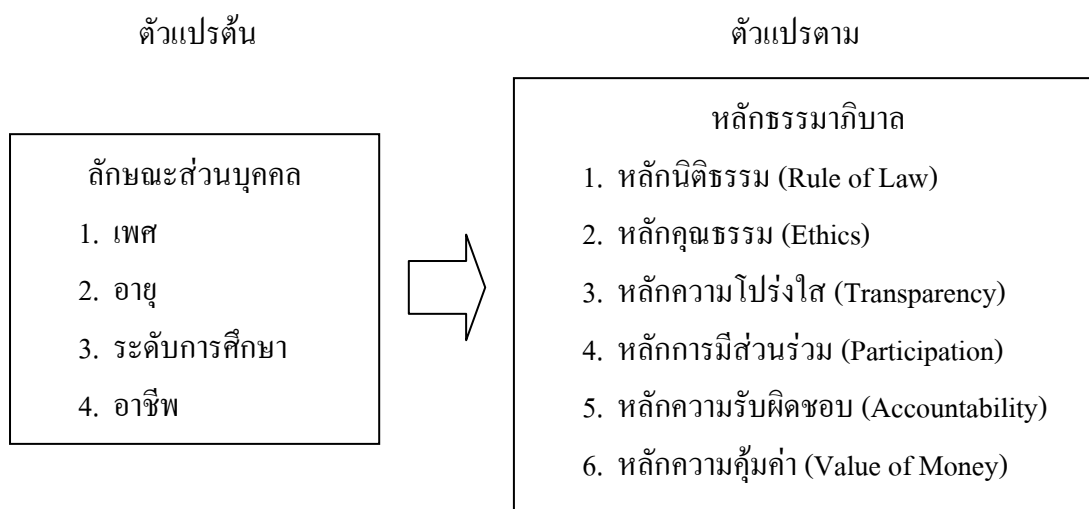 ตัวแปรต้น
ตัวแปรตาม
ลักษณะส่วนบุคคล
1. เพศ
2. อายุ
3. ระดับการศึกษา
4. อาชีพ
หลักธรรมาภิบาล
1. หลักนิติธรรม (Rule of Law)
2. หลักคุณธรรม (Ethics)
3. หลักความโปร่งใส (Transparency)
4. หลักการมีส่วนร่วม (Participation)
5. หลักความรับผิดชอบ (Accountability)
6. หลักความคุ้มค่า (Value of Money)